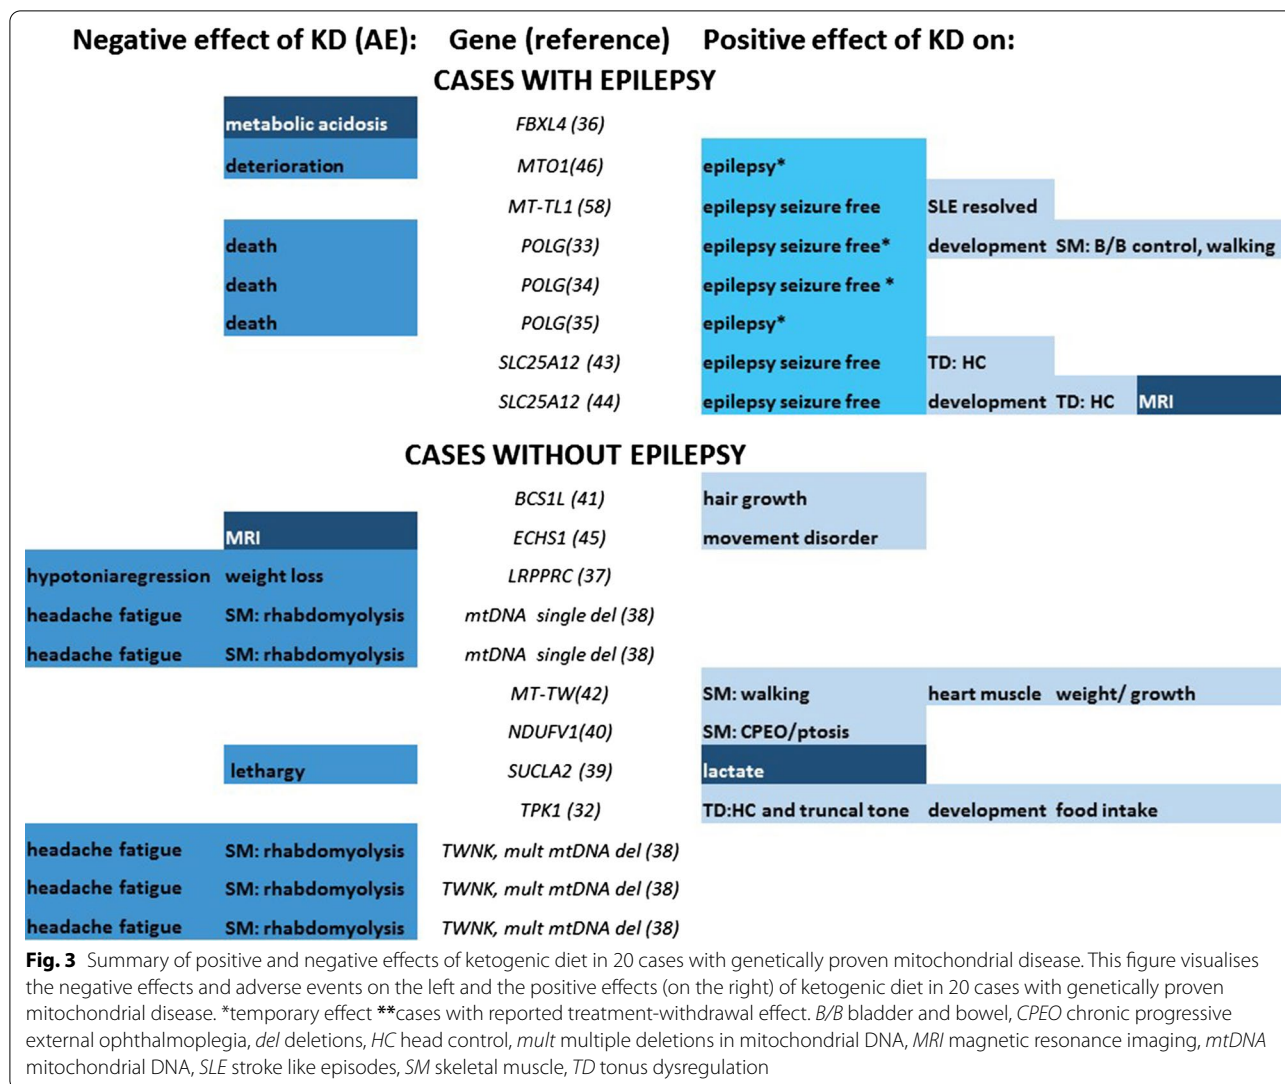 Negative effect of KD (AE): Gene (reference) Positive effect of KD on:
CASES WITH EPILEPSY
metabolic acidosis FBXL4 (36)
deterioration MTO1(46) epilepsy*
MT-TL1 (58) epilepsy seizure free SLE resolved
death POLG(33) epilepsy seizure free* development SM: B/B control, walking
death POLG(34) epilepsy seizure free *
death POLG(35) epilepsy*
SLC25A12 (43) epilepsy seizure free TD: HC
SLC25A12 (44) epilepsy seizure free development TD: HC MRI
CASES WITHOUT EPILEPSY
BCS1L (41) hair growth
MRI ECHS1 (45) movement disorder
hypotoniaregression weight loss LRPPRC (37)
headache fatigue SM: rhabdomyolysis mtDNA single del (38)
headache fatigue SM: rhabdomyolysis mtDNA single del (38)
MT-TW(42) SM: walking heart muscle weight/ growth
NDUFV1(40) SM: CPEO/ptosis
lethargy SUCLA2 (39) lactate
TPK1 (32) TD:HC and truncal tone development food intake
headache fatigue SM: rhabdomyolysis TWNK, mult mtDNA del (38)
headache fatigue SM: rhabdomyolysis TWNK, mult mtDNA del (38)
headache fatigue SM: rhabdomyolysis TWNK, mult mtDNA del (38)
Fig. 3 Summary of positive and negative effects of ketogenic diet in 20 cases with genetically proven mitochondrial disease. This figure visualises
the negative effects and adverse events on the left and the positive effects (on the right) of ketogenic diet in 20 cases with genetically proven
mitochondrial disease. *temporary effect **cases with reported treatment-withdrawal effect. B/B bladder and bowel, CPEO chronic progressive
external ophthalmoplegia, del deletions, HC head control, mult multiple deletions in mitochondrial DNA, MRI magnetic resonance imaging, mtDNA
mitochondrial DNA, SLE stroke like episodes, SM skeletal muscle, TD tonus dysregulation